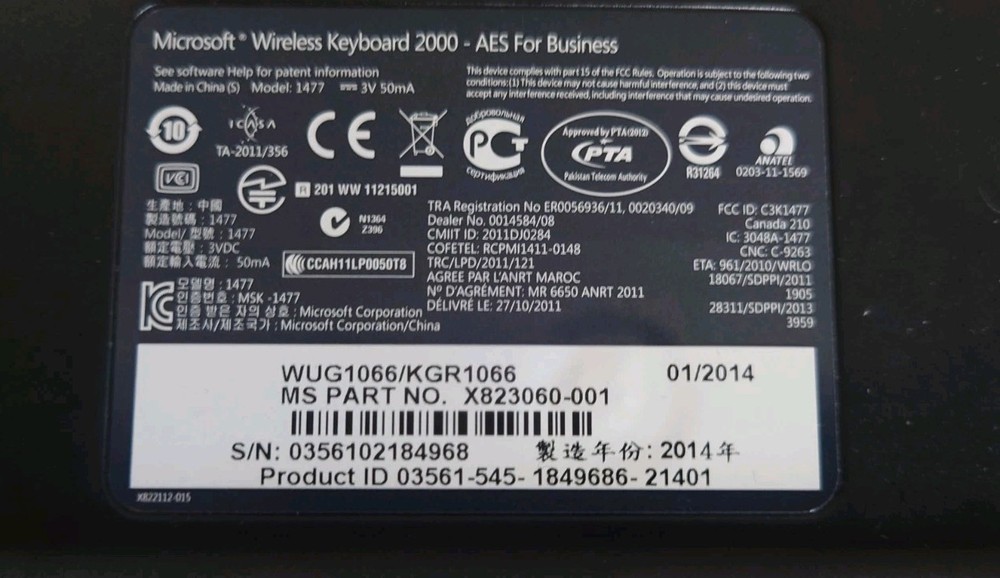 Microsoft® Wireless Keyboard 2000 - AES For Business
See software Help for patent information
Made in China (S) Model: 1477 ⎓ 3V 50mA
This device complies with part 15 of the FCC Rules. Operation is subject to the following two
conditions: (1) This device may not cause harmful interference, and (2) this device must
accept any interference received, including interference that may cause undesired operation.
10
ICASA
TA-2011/356
CE
добровольная
РСТ
сертификация
Approved by PTA (2012)
PTA
Pakistan Telecom Authority
R31264
ANATEL
0203-11-1569
VCI
R 201 WW 11215001
N1364
Z396
CCAH11LP0050T8
生產地：中國
製造號碼：1477
Model/ 型號：1477
額定電壓：3VDC
額定輸入電流：50mA
모델명 : 1477
인증번호 : MSK -1477
인증 받은 자의 상호 : Microsoft Corporation
제조사/제조국가 : Microsoft Corporation/China
TRA Registration No ER0056936/11, 0020340/09
Dealer No. 0014584/08
CMIIT ID: 2011DJ0284
COFETEL: RCPMI1411-0148
TRC/LPD/2011/121
AGREE PAR L'ANRT MAROC
Nº D'AGRÉMENT: MR 6650 ANRT 2011
DÉLIVRÉ LE: 27/10/2011
FCC ID: C3K1477
Canada 210
IC: 3048A-1477
CNC: C-9263
ETA: 961/2010/WRLO
18067/SDPPI/2011
1905
28311/SDPPI/2013
3959
WUG1066/KGR1066 01/2014
MS PART NO. X823060-001
S/N: 0356102184968 製造年份: 2014年
Product ID 03561-545- 1849686- 21401
X822112-015